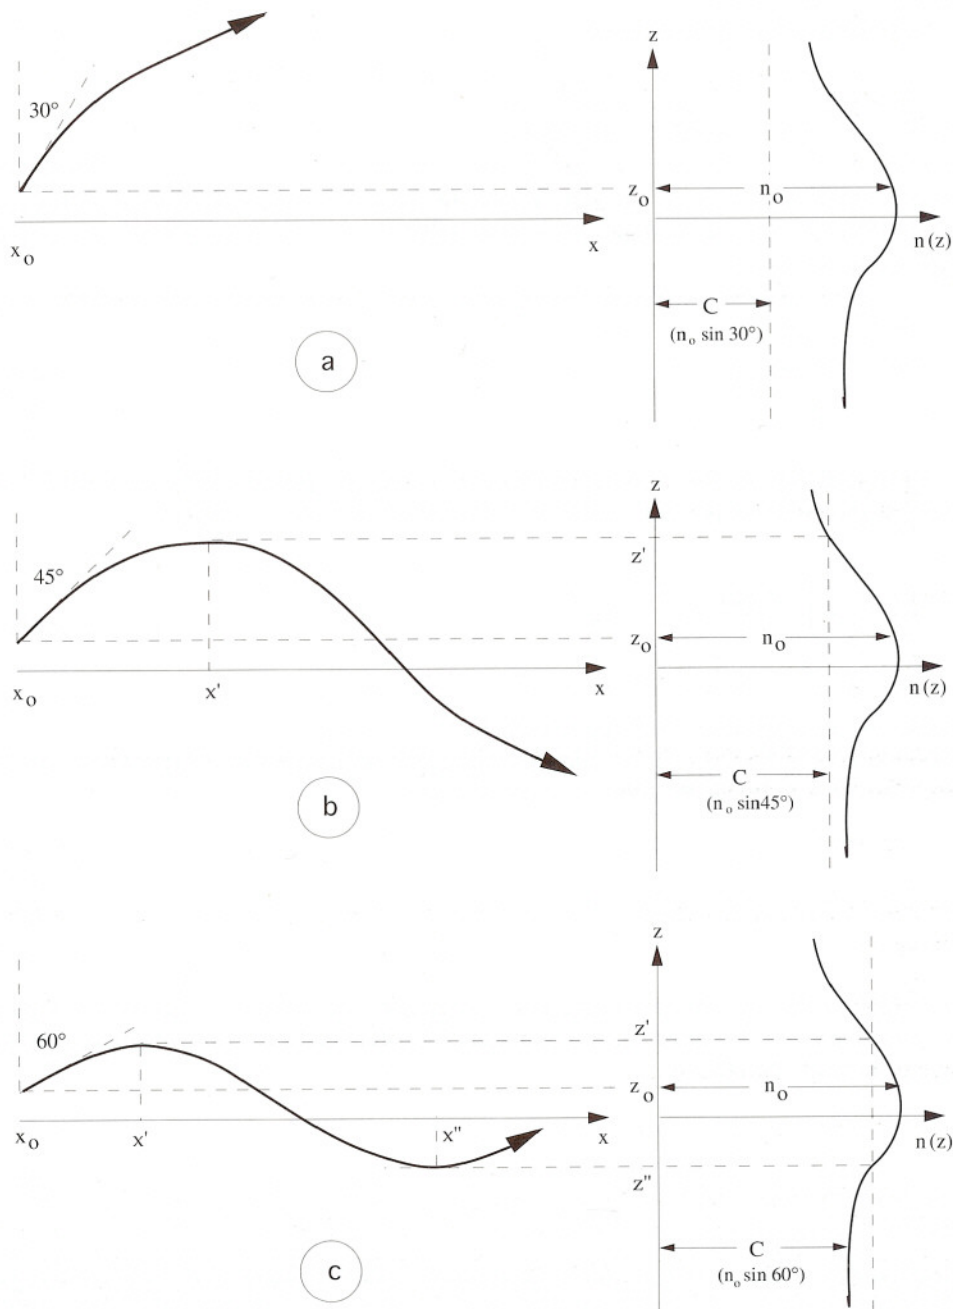 z
30°
z₀
n₀
x₀
x
n(z)
C
(n₀ sin 30°)
a
z
z'
45°
z₀
n₀
x₀
x'
x
n(z)
C
(n₀ sin45°)
b
z
z'
60°
z₀
n₀
x₀
x'
x"
x
n(z)
z"
C
(n₀ sin 60°)
c